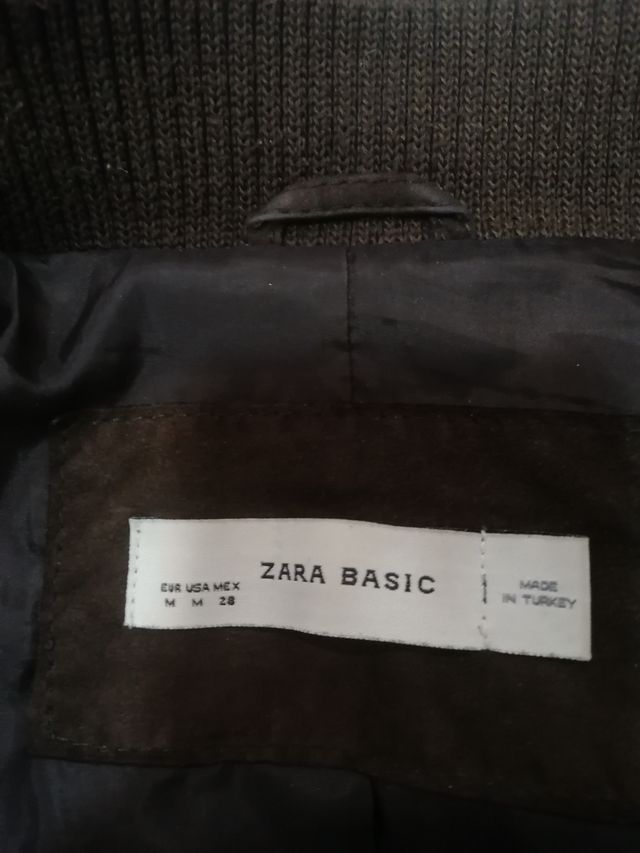 EUR USA MEX
M M 28
ZARA BASIC
MADE
IN TURKEY